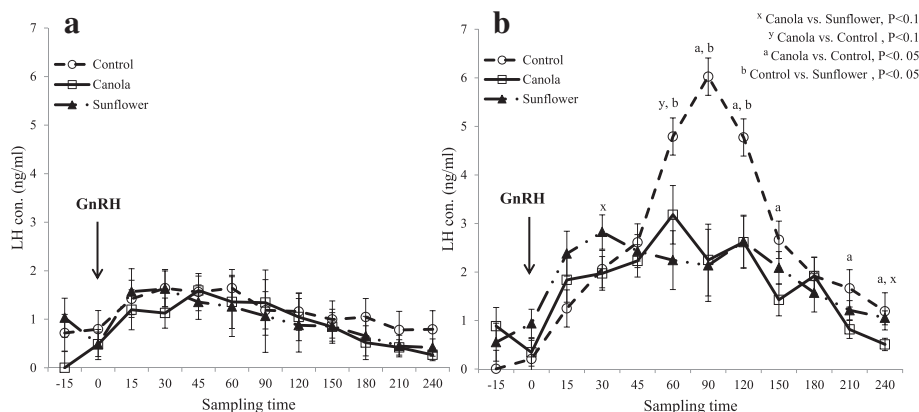 a
Control
Canola
Sunflower
GnRH
LH con. (ng/ml)
7
6
5
4
3
2
1
0
-15 0 15 30 45 60 90 120 150 180 210 240
Sampling time
b
x Canola vs. Sunflower, P<0.1
y Canola vs. Control , P<0.1
a Canola vs. Control, P<0. 05
b Control vs. Sunflower , P<0. 05
Control
Canola
Sunflower
a, b
y, b
a, b
GnRH
x
a
a
a, x
LH con. (ng/ml)
7
6
5
4
3
2
1
0
-15 0 15 30 45 60 90 120 150 180 210 240
Sampling time